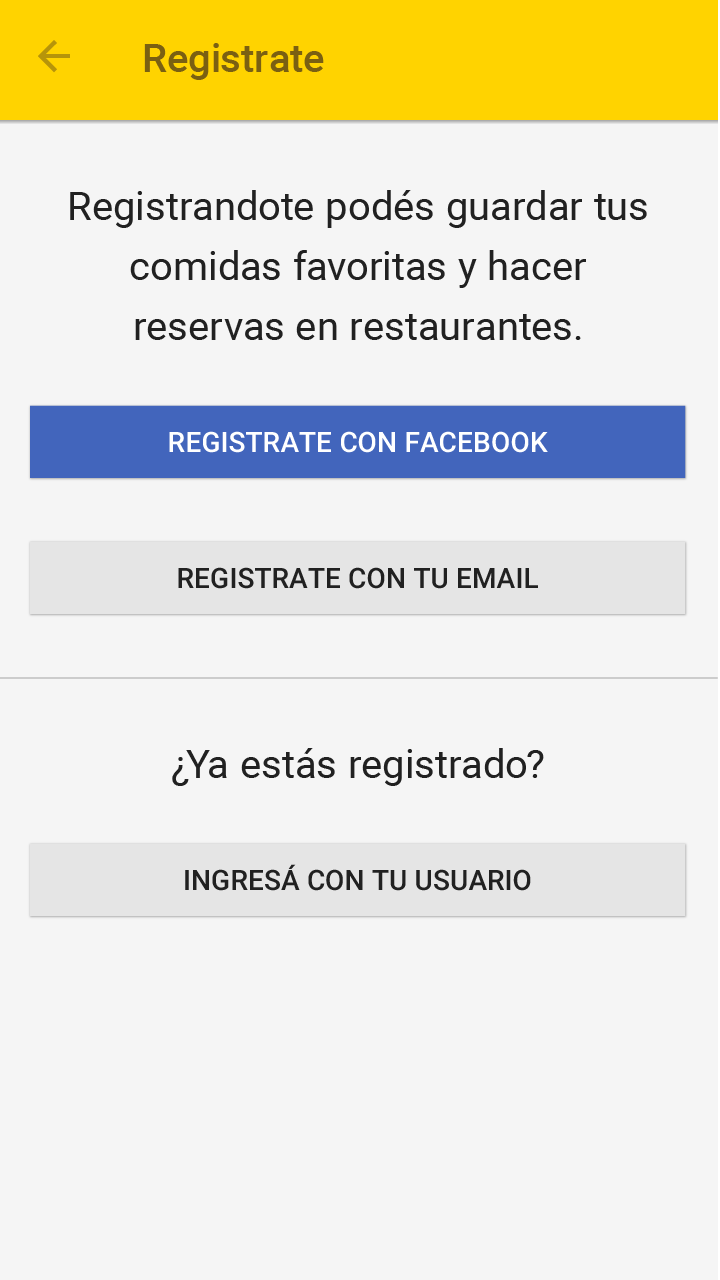 Registrate
Registrandote podés guardar tus
comidas favoritas y hacer
reservas en restaurantes.
REGISTRATE CON FACEBOOK
REGISTRATE CON TU EMAIL
¿Ya estás registrado?
INGRESÁ CON TU USUARIO